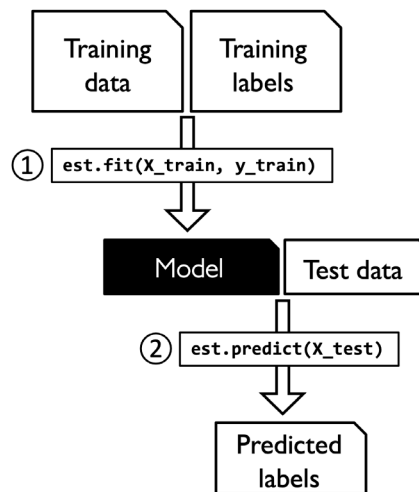 Training
data
Training
labels
① est.fit(X_train, y_train)
Model
Test data
② est.predict(X_test)
Predicted
labels